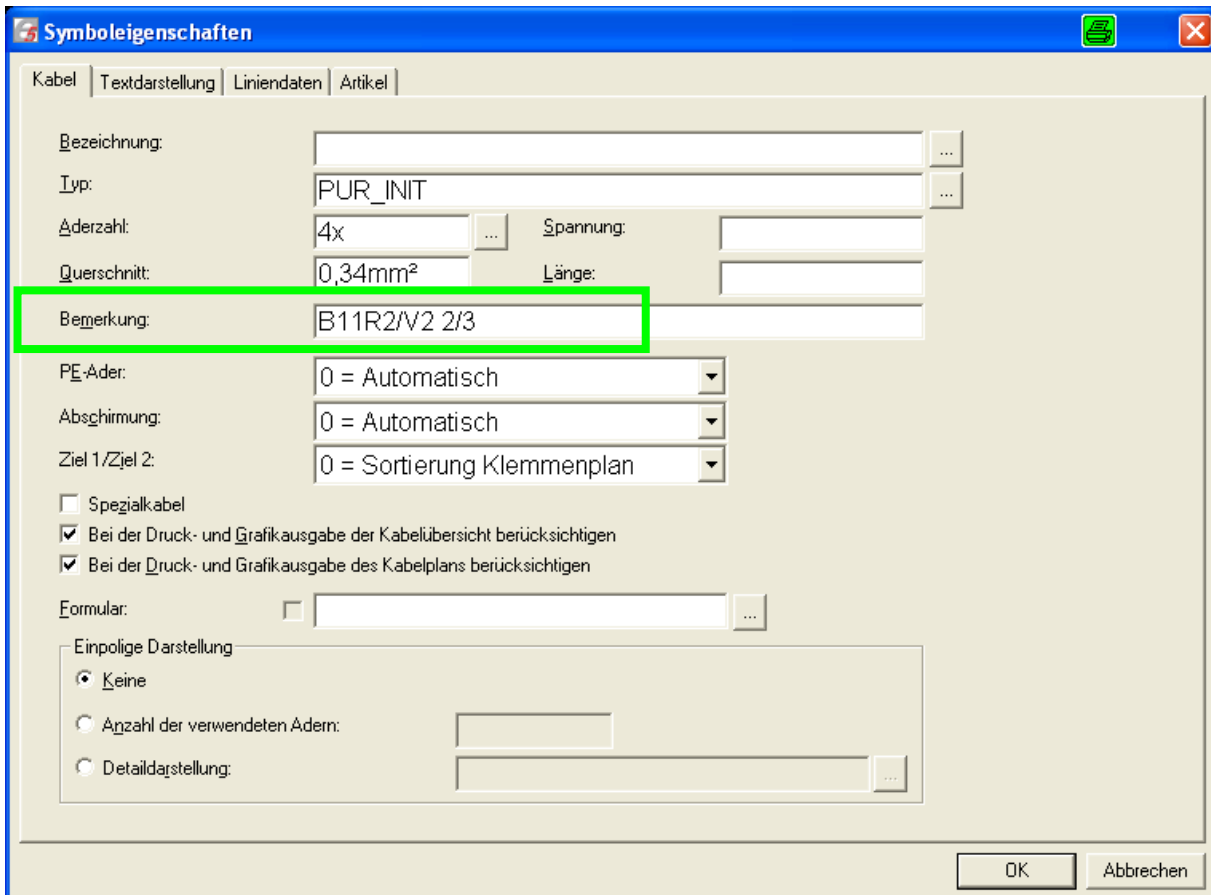 Symboleigenschaften
Kabel Textdarstellung Liniendaten Artikel
Bezeichnung: ...
Typ: PUR_INIT ...
Aderzahl: 4x ... Spannung:
Querschnitt: 0,34mm² Länge:
Bemerkung: B11R2/V2 2/3
PE-Ader: 0 = Automatisch
Abschirmung: 0 = Automatisch
Ziel 1/Ziel 2: 0 = Sortierung Klemmenplan
Spezialkabel
Bei der Druck- und Grafikausgabe der Kabelübersicht berücksichtigen
Bei der Druck- und Grafikausgabe des Kabelplans berücksichtigen
Formular: ...
Einpolige Darstellung
Keine
Anzahl der verwendeten Adern:
Detaildarstellung: ...
OK Abbrechen